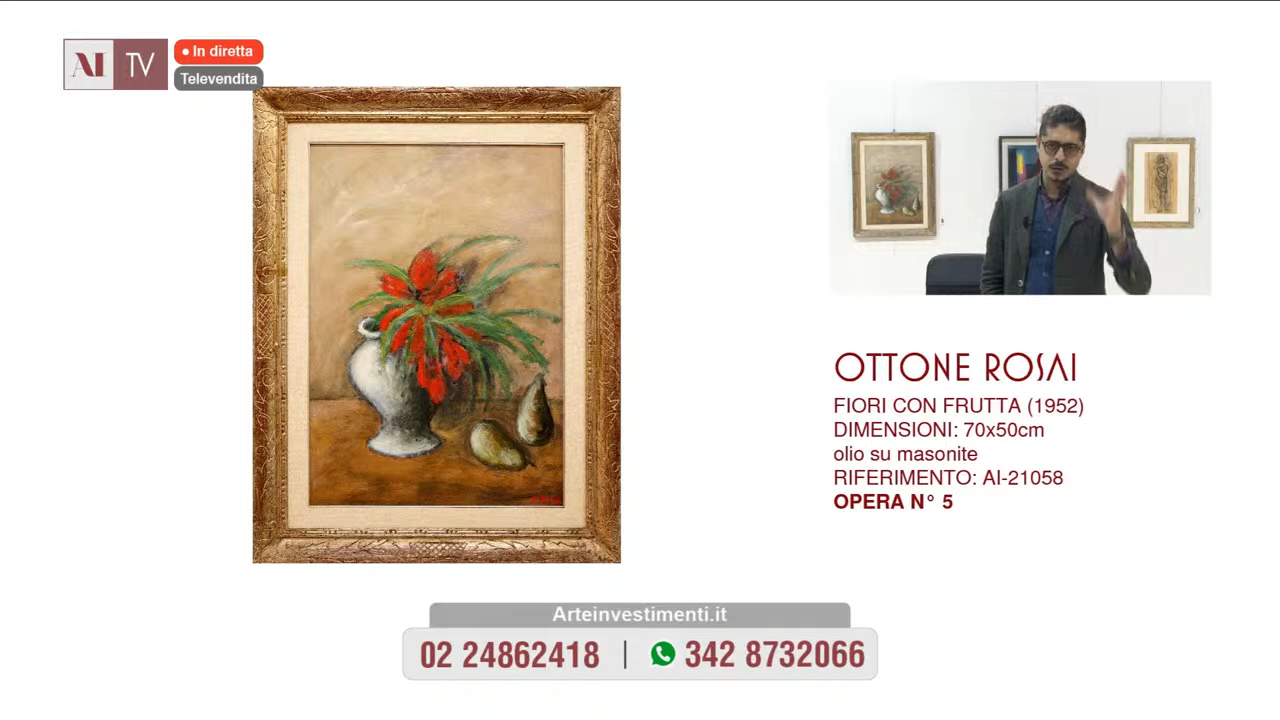 AI TV
• In diretta
Televendita
OTTONE ROSAI
FIORI CON FRUTTA (1952)
DIMENSIONI: 70x50cm
olio su masonite
RIFERIMENTO: AI-21058
OPERA N° 5
Arteinvestimenti.it
02 24862418 | 342 8732066